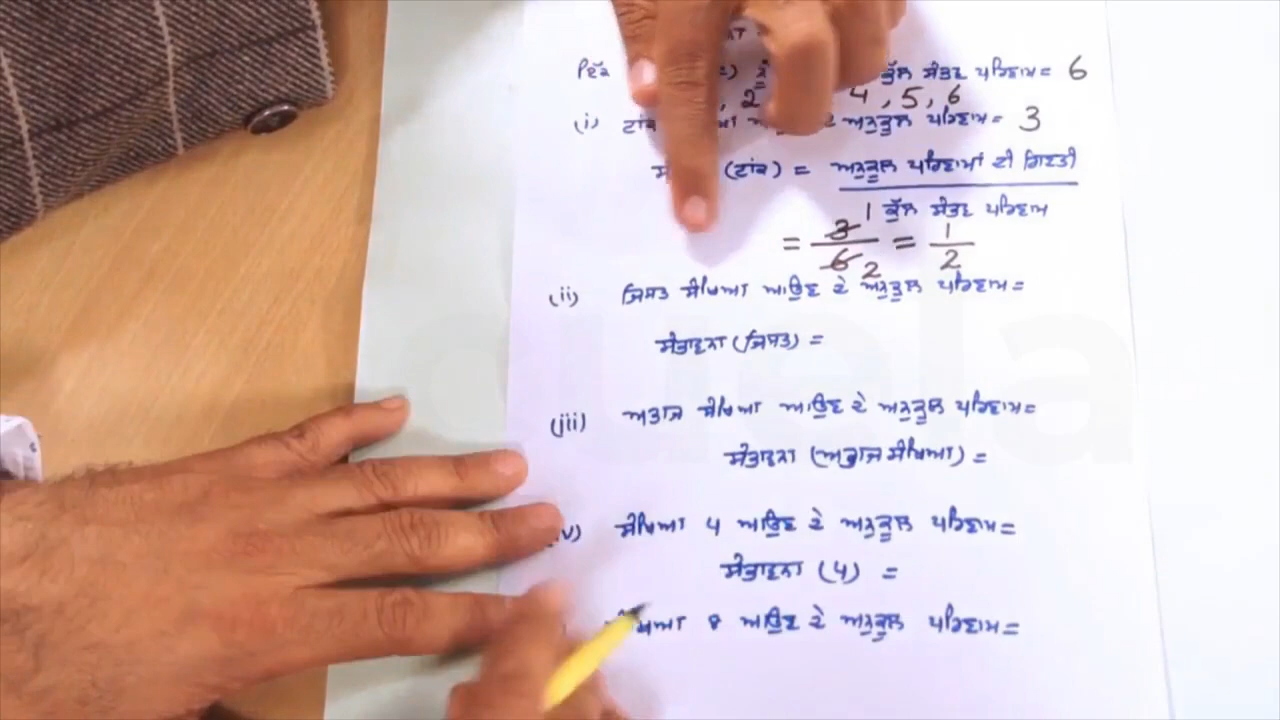 ਇੱਕ ਕੁੱਲ ਸੰਭਵ ਪਰਿਣਾਮ = 6
, 2 4 , 5 , 6
(i) ਟਾਂਕ ਅਨੁਕੂਲ ਪਰਿਣਾਮ = 3
(ਟਾਂਕ) = ਅਨੁਕੂਲ ਪਰਿਣਾਮਾਂ ਦੀ ਗਿਣਤੀ
ਕੁੱਲ ਸੰਭਵ ਪਰਿਣਾਮ
= 3 1 / 6 2 = 1/2
(ii) ਜਿਸਤ ਸੰਖਿਆ ਆਉਣ ਦੇ ਅਨੁਕੂਲ ਪਰਿਣਾਮ =
ਸੰਭਾਵਨਾ (ਜਿਸਤ) =
(iii) ਅਭਾਜ ਸੰਖਿਆ ਆਉਣ ਦੇ ਅਨੁਕੂਲ ਪਰਿਣਾਮ =
ਸੰਭਾਵਨਾ (ਅਭਾਜ ਸੰਖਿਆ) =
ਸੰਖਿਆ 4 ਆਉਣ ਦੇ ਅਨੁਕੂਲ ਪਰਿਣਾਮ =
ਸੰਭਾਵਨਾ (4) =
ਸੰਖਿਆ 8 ਆਉਣ ਦੇ ਅਨੁਕੂਲ ਪਰਿਣਾਮ =